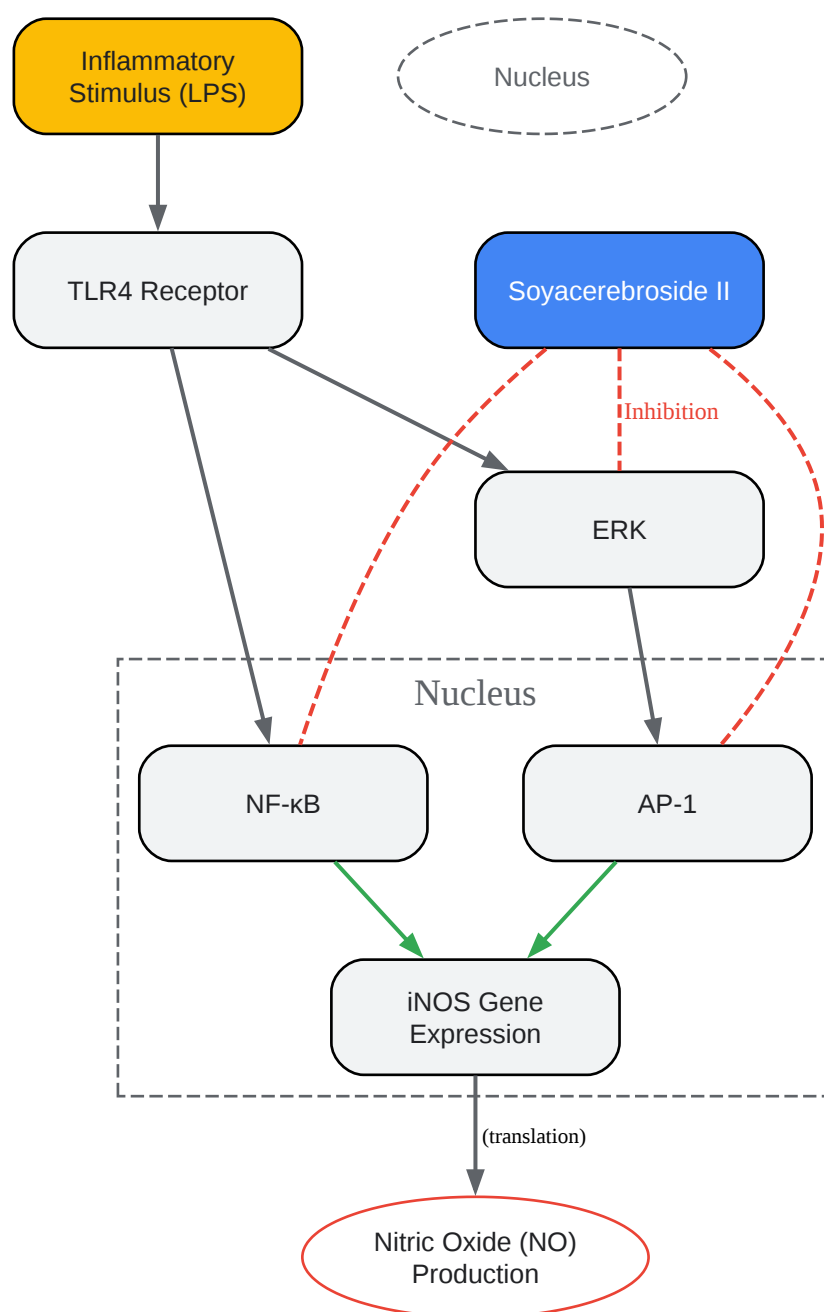 Inflammatory
Stimulus (LPS)
Nucleus
TLR4 Receptor
Soyacerebroside II
Inhibition
ERK
Nucleus
NF-κB
AP-1
iNOS Gene
Expression
(translation)
Nitric Oxide (NO)
Production